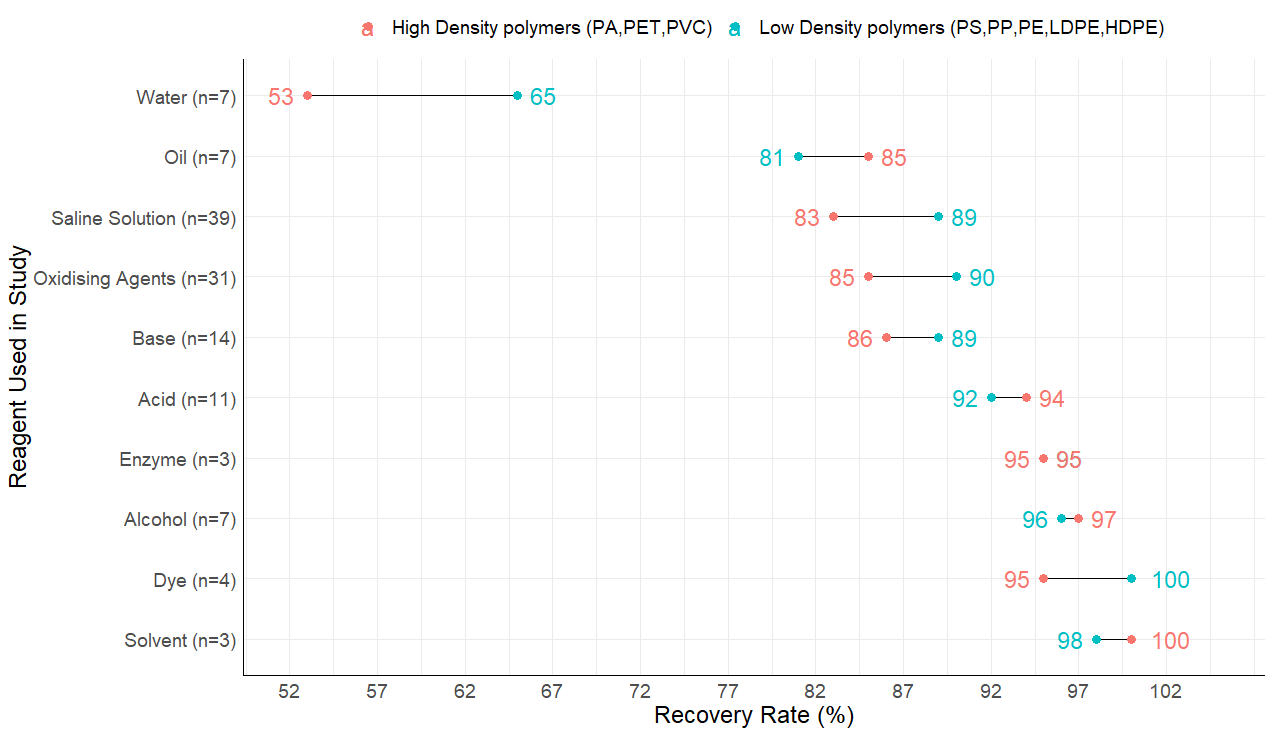 a High Density polymers (PA,PET,PVC) a Low Density polymers (PS,PP,PE,LDPE,HDPE)
Reagent Used in Study
Water (n=7) 53 65
Oil (n=7) 81 85
Saline Solution (n=39) 83 89
Oxidising Agents (n=31) 85 90
Base (n=14) 86 89
Acid (n=11) 92 94
Enzyme (n=3) 95 95
Alcohol (n=7) 96 97
Dye (n=4) 95 100
Solvent (n=3) 98 100
52 57 62 67 72 77 82 87 92 97 102
Recovery Rate (%)